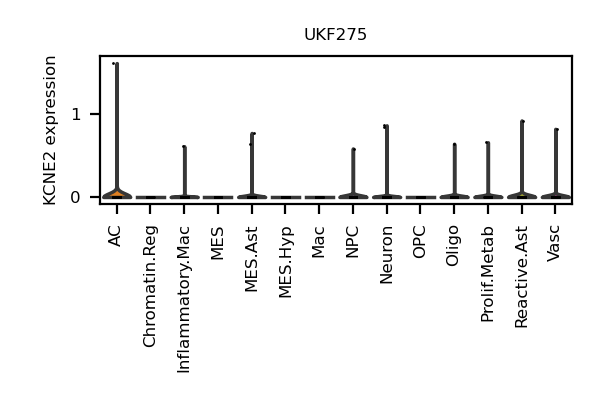 UKF275
KCNE2 expression
1
0
AC
Chromatin.Reg
Inflammatory.Mac
MES
MES.Ast
MES.Hyp
Mac
NPC
Neuron
OPC
Oligo
Prolif.Metab
Reactive.Ast
Vasc